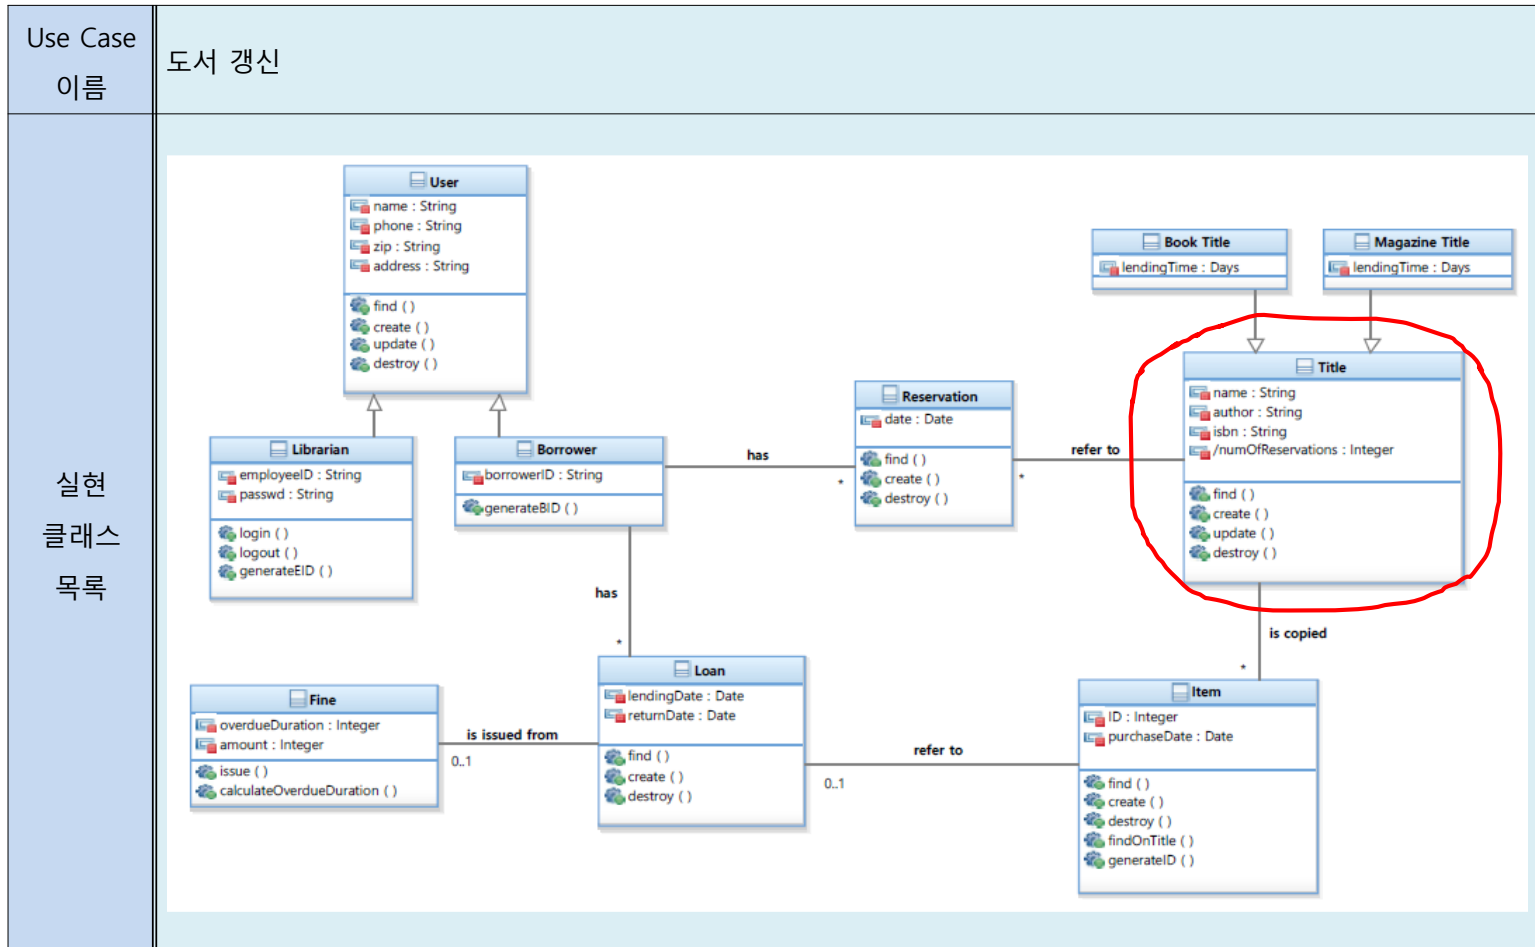 Use Case
이름
도서 갱신
실현
클래스
목록
User
name : String
phone : String
zip : String
address : String
find ( )
create ( )
update ( )
destroy ( )
Book Title
lendingTime : Days
Magazine Title
lendingTime : Days
Title
name : String
author : String
isbn : String
/numOfReservations : Integer
find ( )
create ( )
update ( )
destroy ( )
Reservation
date : Date
find ( )
create ( )
destroy ( )
refer to
*
has
*
Librarian
employeeID : String
passwd : String
login ( )
logout ( )
generateEID ( )
Borrower
borrowerID : String
generateBID ( )
has
*
is copied
*
Loan
lendingDate : Date
returnDate : Date
find ( )
create ( )
destroy ( )
Fine
overdueDuration : Integer
amount : Integer
issue ( )
calculateOverdueDuration ( )
is issued from
0..1
refer to
0..1
Item
ID : Integer
purchaseDate : Date
find ( )
create ( )
destroy ( )
findOnTitle ( )
generateID ( )